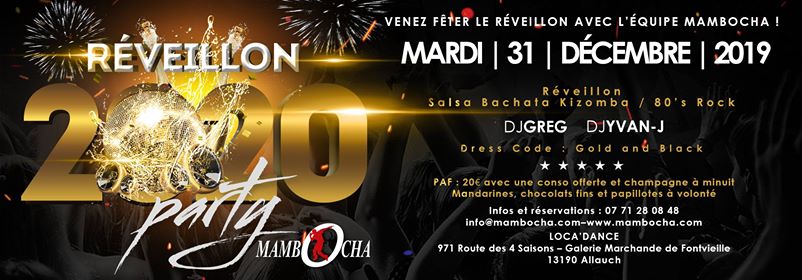 RÉVEILLON
2020
party
MAMBOCHA
VENEZ FÊTER LE RÉVEILLON AVEC L'ÉQUIPE MAMBOCHA !
MARDI | 31 | DÉCEMBRE | 2019
Réveillon
Salsa Bachata Kizomba / 80's Rock
DJGREG DJYVAN-J
Dress Code : Gold and Black
PAF : 20€ avec une conso offerte et champagne à minuit
Mandarines, chocolats fins et papillotes à volonté
Infos et réservations : 07 71 28 08 48
info@mambocha.com–www.mambocha.com
LOCA'DANCE
971 Route des 4 Saisons – Galerie Marchande de Fontvieille
13190 Allauch